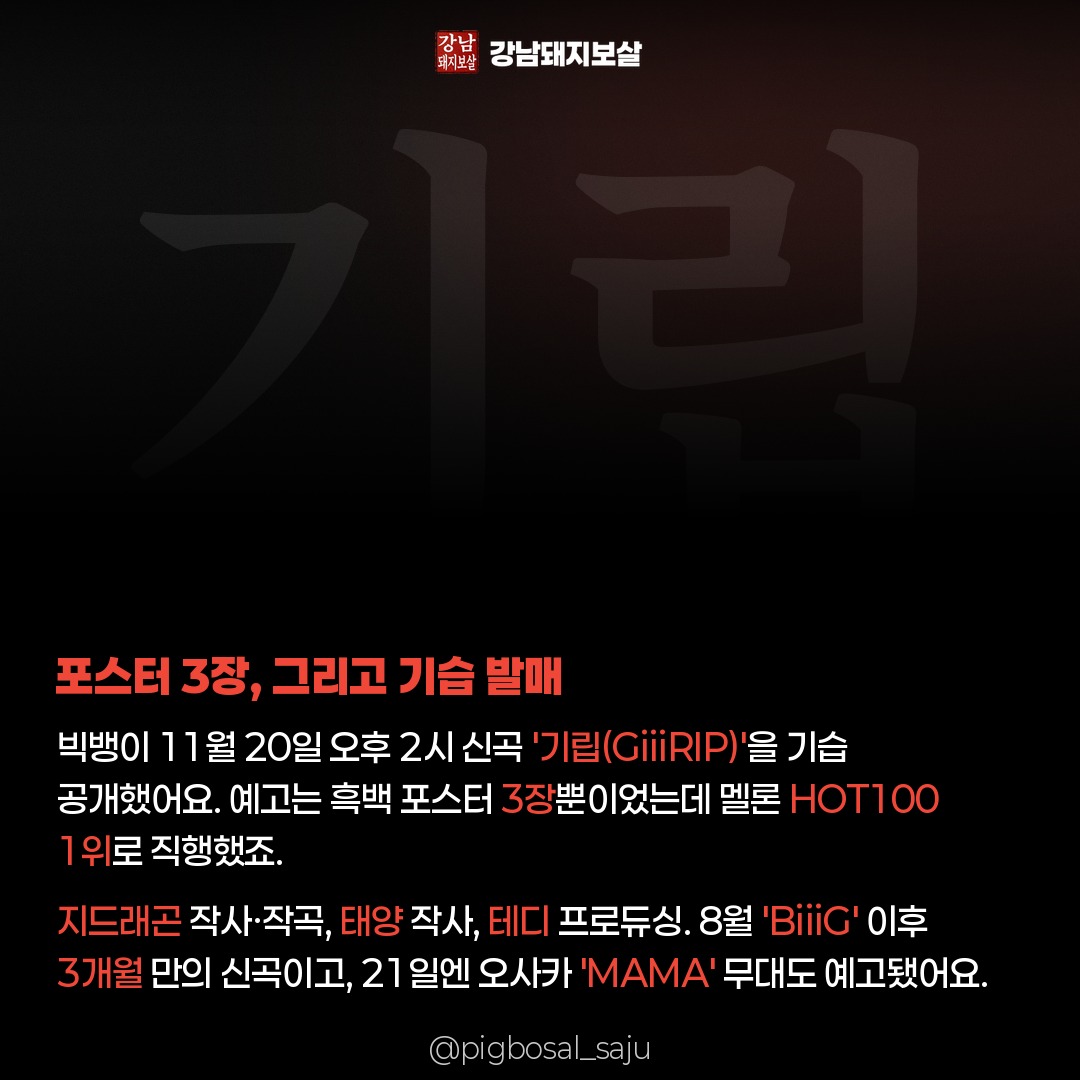 강남
돼지보살
강남돼지보살
기립
포스터 3장, 그리고 기습 발매
빅뱅이 11월 20일 오후 2시 신곡 '기립(GiiiRIP)'을 기습
공개했어요. 예고는 흑백 포스터 3장뿐이었는데 멜론 HOT100
1위로 직행했죠.
지드래곤 작사·작곡, 태양 작사, 테디 프로듀싱. 8월 'BiiiG' 이후
3개월 만의 신곡이고, 21일엔 오사카 'MAMA' 무대도 예고됐어요.
@pigbosal_saju